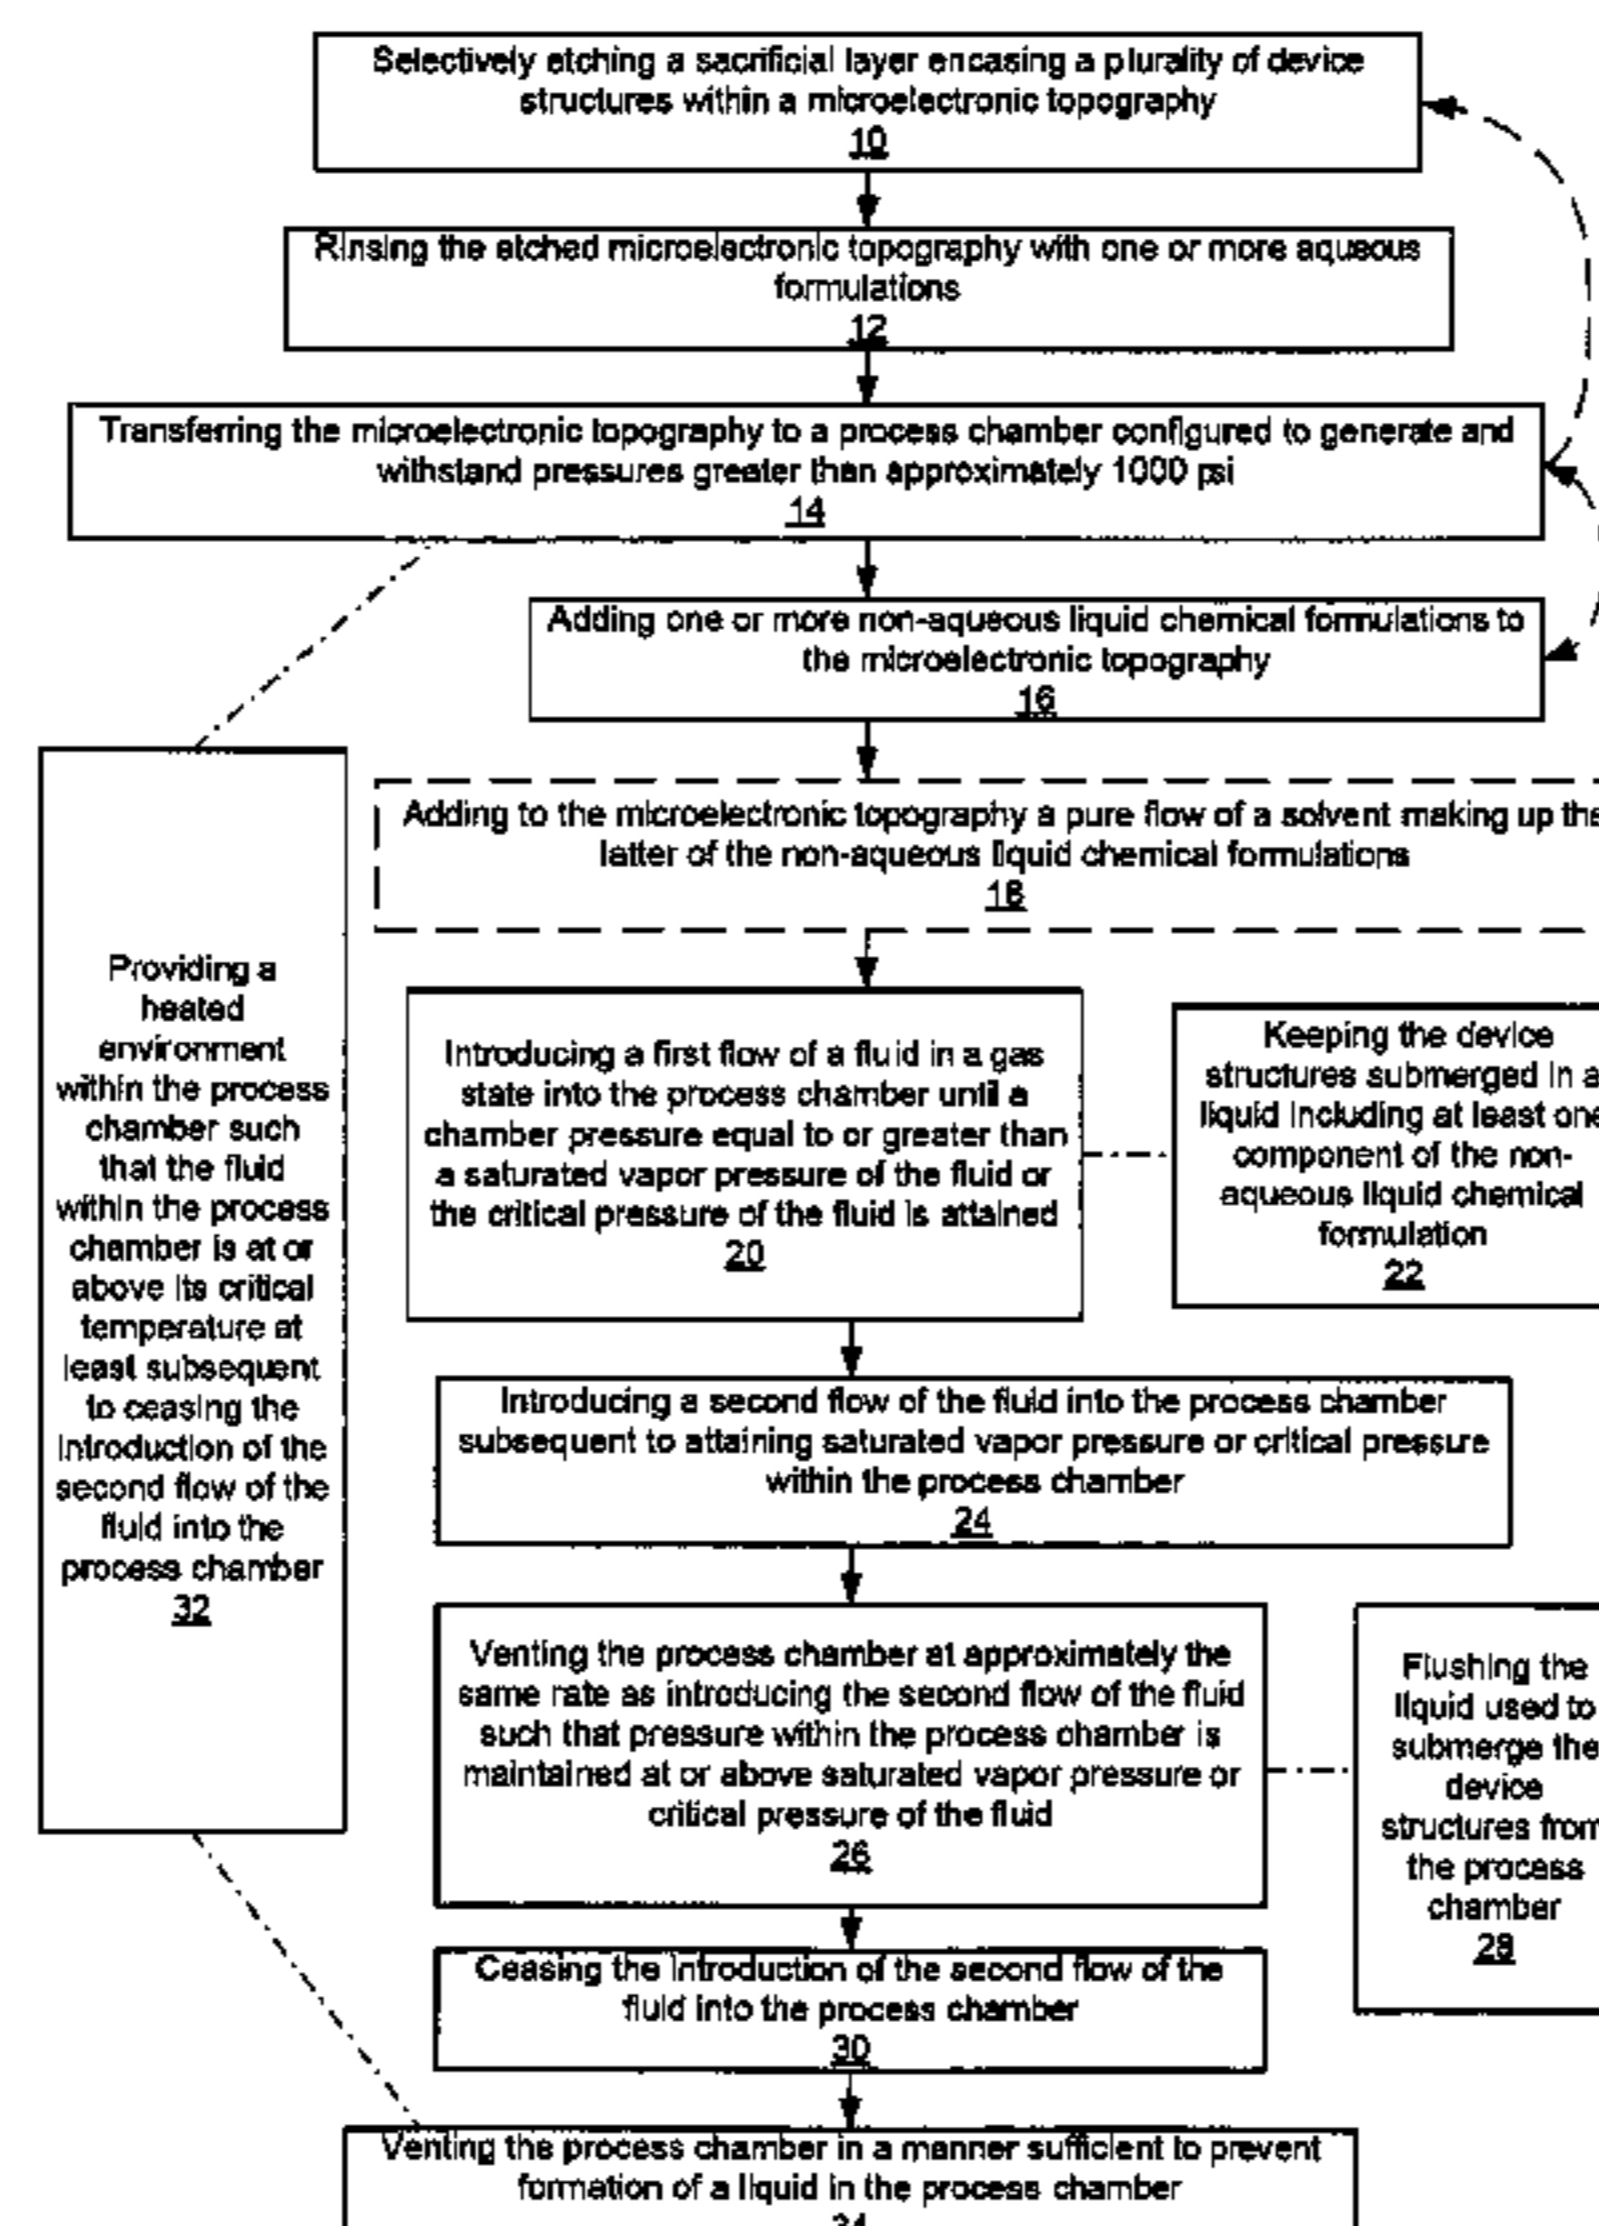 Selectively etching a sacrificial layer encasing a plurality of device
structures within a microelectronic topography
10
Rinsing the etched microelectronic topography with one or more aqueous
formulations
12
Transferring the microelectronic topography to a process chamber configured to generate and
withstand pressures greater than approximately 1000 psi
14
Adding one or more non-aqueous liquid chemical formulations to
the microelectronic topography
16
Adding to the microelectronic topography a pure flow of a solvent making up the
latter of the non-aqueous liquid chemical formulations
18
Providing a
heated
environment
within the process
chamber such
that the fluid
within the process
chamber is at or
above its critical
temperature at
least subsequent
to ceasing the
introduction of the
second flow of the
fluid into the
process chamber
32
Introducing a first flow of a fluid in a gas
state into the process chamber until a
chamber pressure equal to or greater than
a saturated vapor pressure of the fluid or
the critical pressure of the fluid is attained
20
Keeping the device
structures submerged in a
liquid including at least one
component of the non-
aqueous liquid chemical
formulation
22
Introducing a second flow of the fluid into the process chamber
subsequent to attaining saturated vapor pressure or critical pressure
within the process chamber
24
Venting the process chamber at approximately the
same rate as introducing the second flow of the fluid
such that pressure within the process chamber is
maintained at or above saturated vapor pressure or
critical pressure of the fluid
26
Flushing the
liquid used to
submerge the
device
structures from
the process
chamber
28
Ceasing the introduction of the second flow of the
fluid into the process chamber
30
Venting the process chamber in a manner sufficient to prevent
formation of a liquid in the process chamber
34